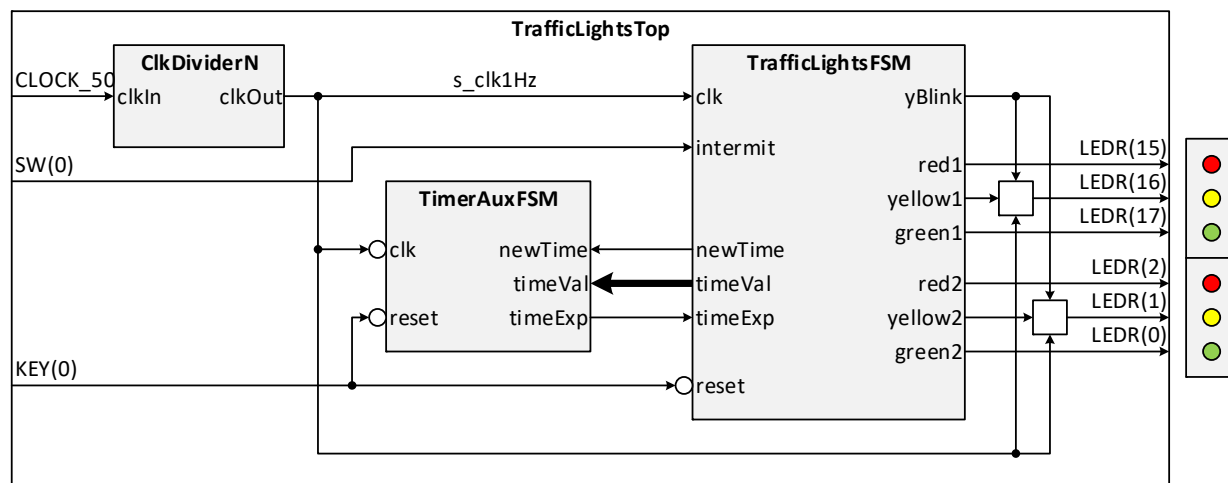 TrafficLightsTop
ClkDividerN
TrafficLightsFSM
CLOCK_50
clkIn
clkOut
s_clk1Hz
clk
yBlink
SW(0)
intermit
LEDR(15)
red1
LEDR(16)
TimerAuxFSM
yellow1
LEDR(17)
green1
clk
newTime
newTime
LEDR(2)
timeVal
timeVal
red2
LEDR(1)
reset
timeExp
timeExp
yellow2
LEDR(0)
green2
KEY(0)
reset